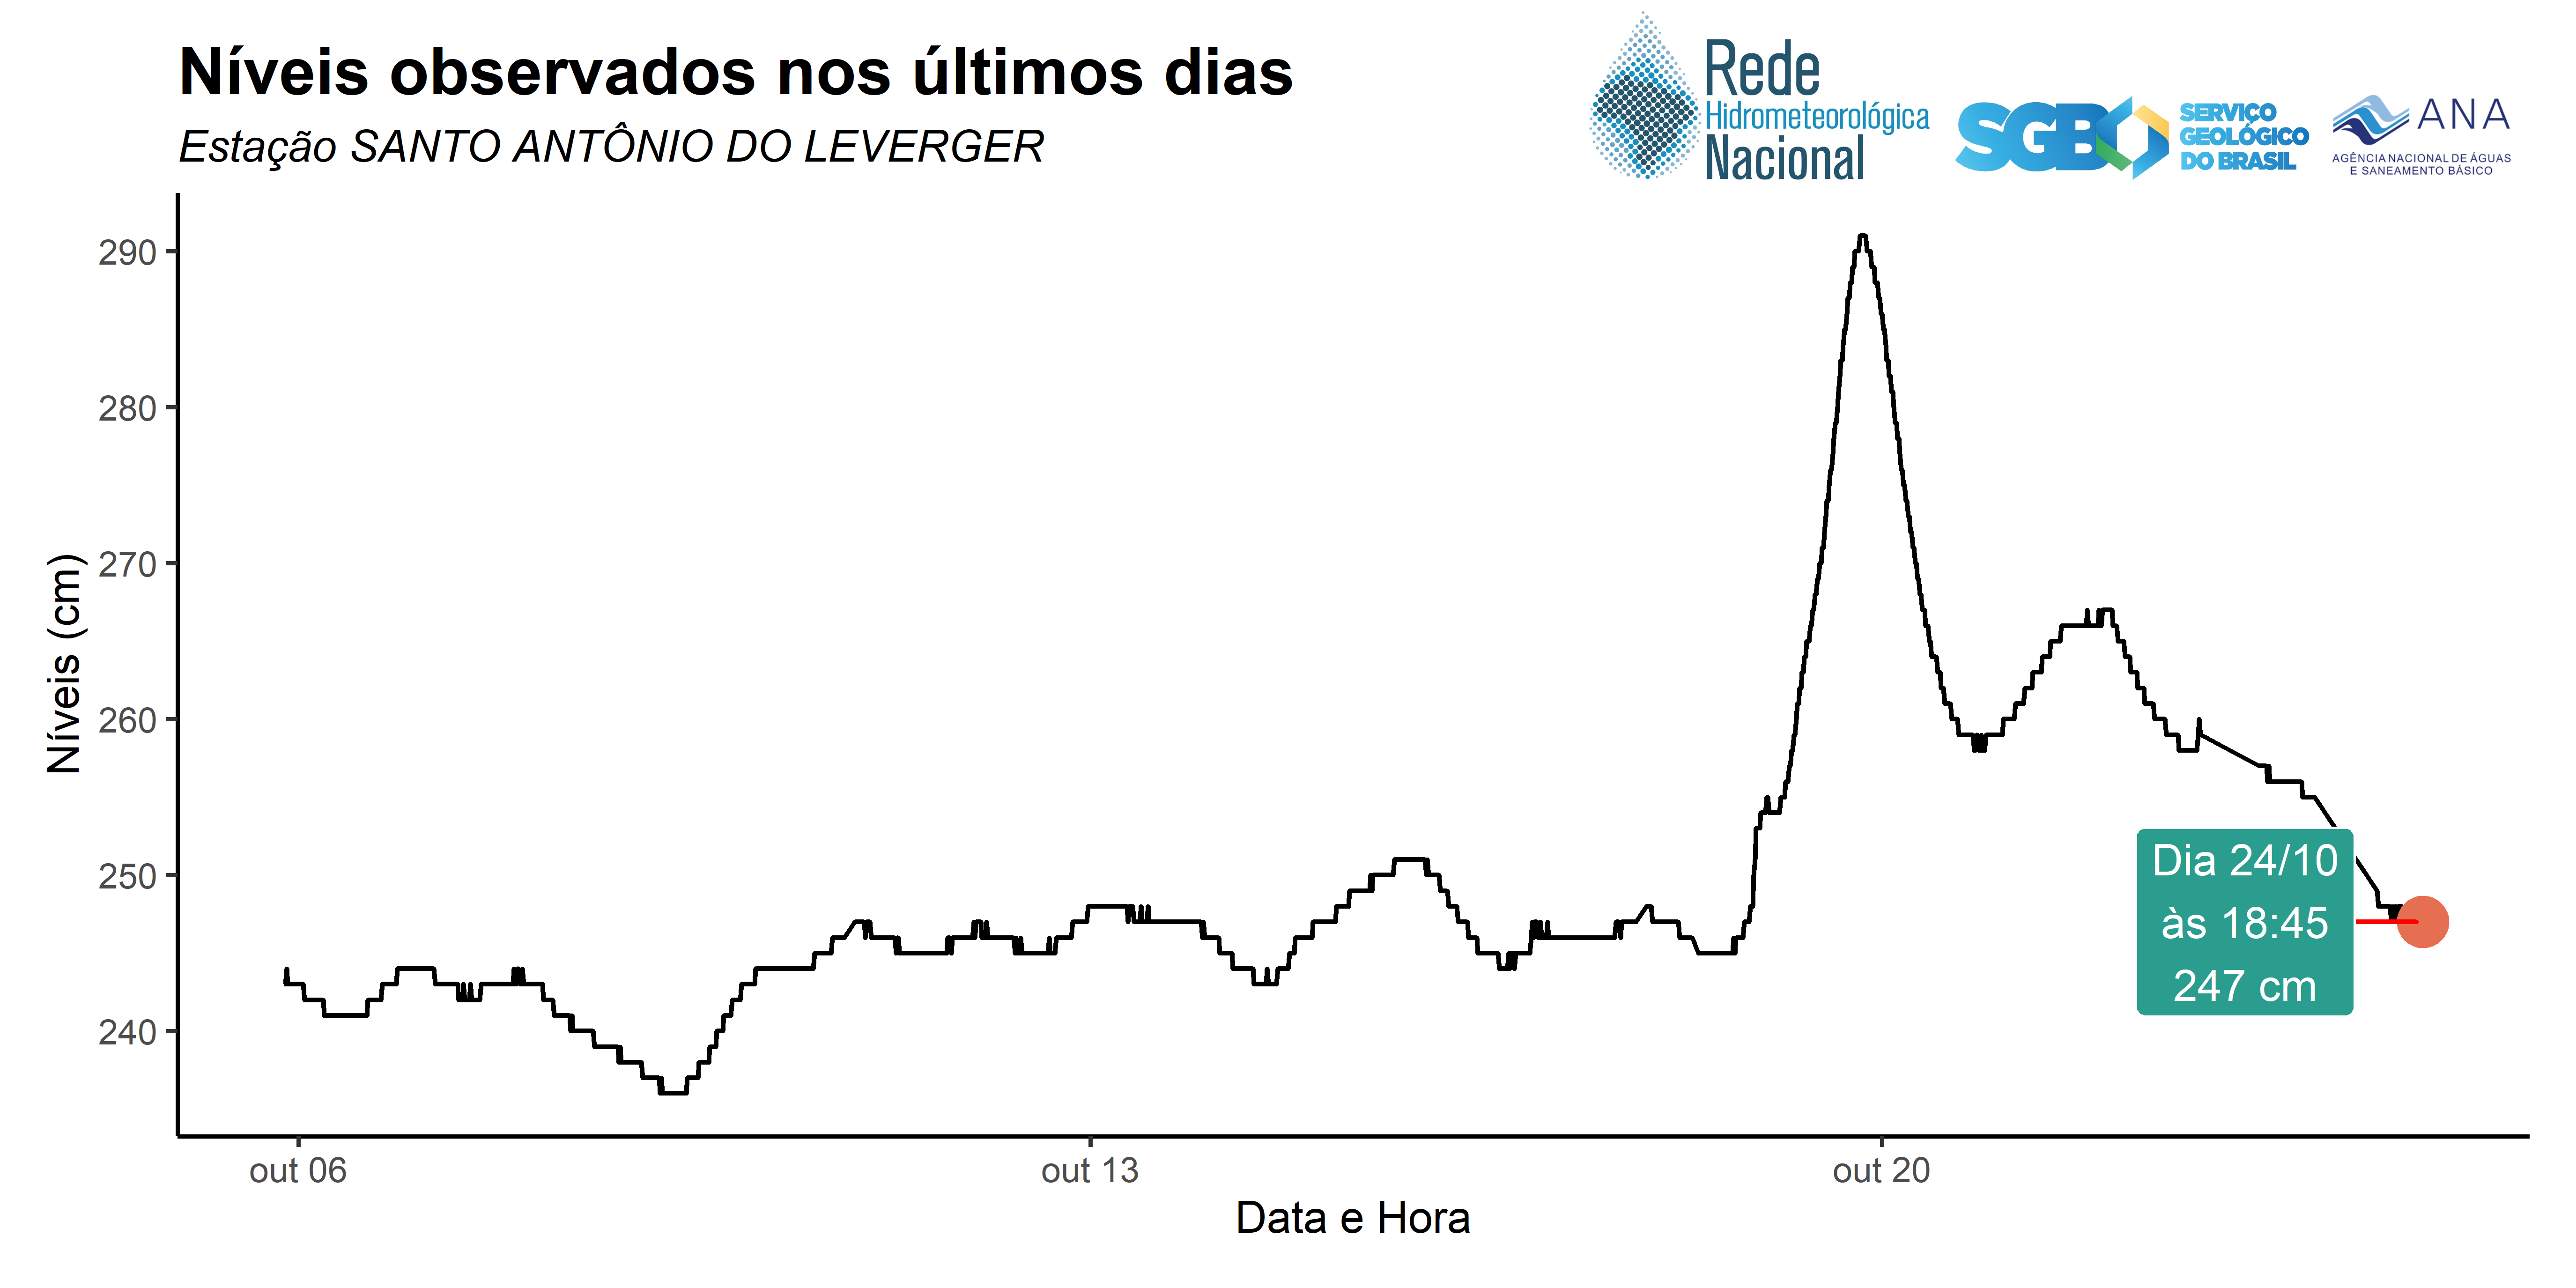 Níveis observados nos últimos dias
Estação SANTO ANTÔNIO DO LEVERGER
Rede
Hidrometeorológica
Nacional
SGB
SERVIÇO
GEOLÓGICO
DO BRASIL
ANA
AGÊNCIA NACIONAL DE ÁGUAS
E SANEAMENTO BÁSICO
Níveis (cm)
290
280
270
260
250
240
Dia 24/10
às 18:45
247 cm
out 06
out 13
out 20
Data e Hora